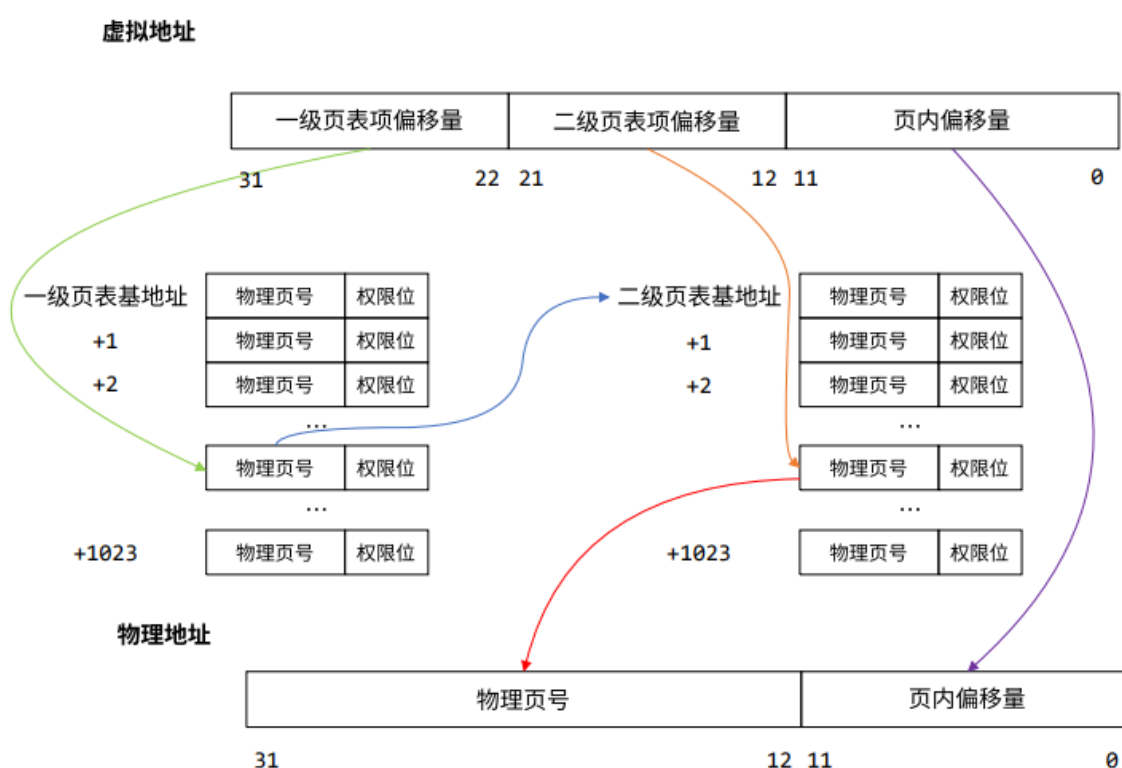 虚拟地址
一级页表项偏移量 二级页表项偏移量 页内偏移量
31 22 21 12 11 0
一级页表基地址 物理页号 权限位 二级页表基地址 物理页号 权限位
+1 物理页号 权限位 +1 物理页号 权限位
+2 物理页号 权限位 +2 物理页号 权限位
... ...
物理页号 权限位 物理页号 权限位
... ...
+1023 物理页号 权限位 +1023 物理页号 权限位
物理地址
物理页号 页内偏移量
31 12 11 0